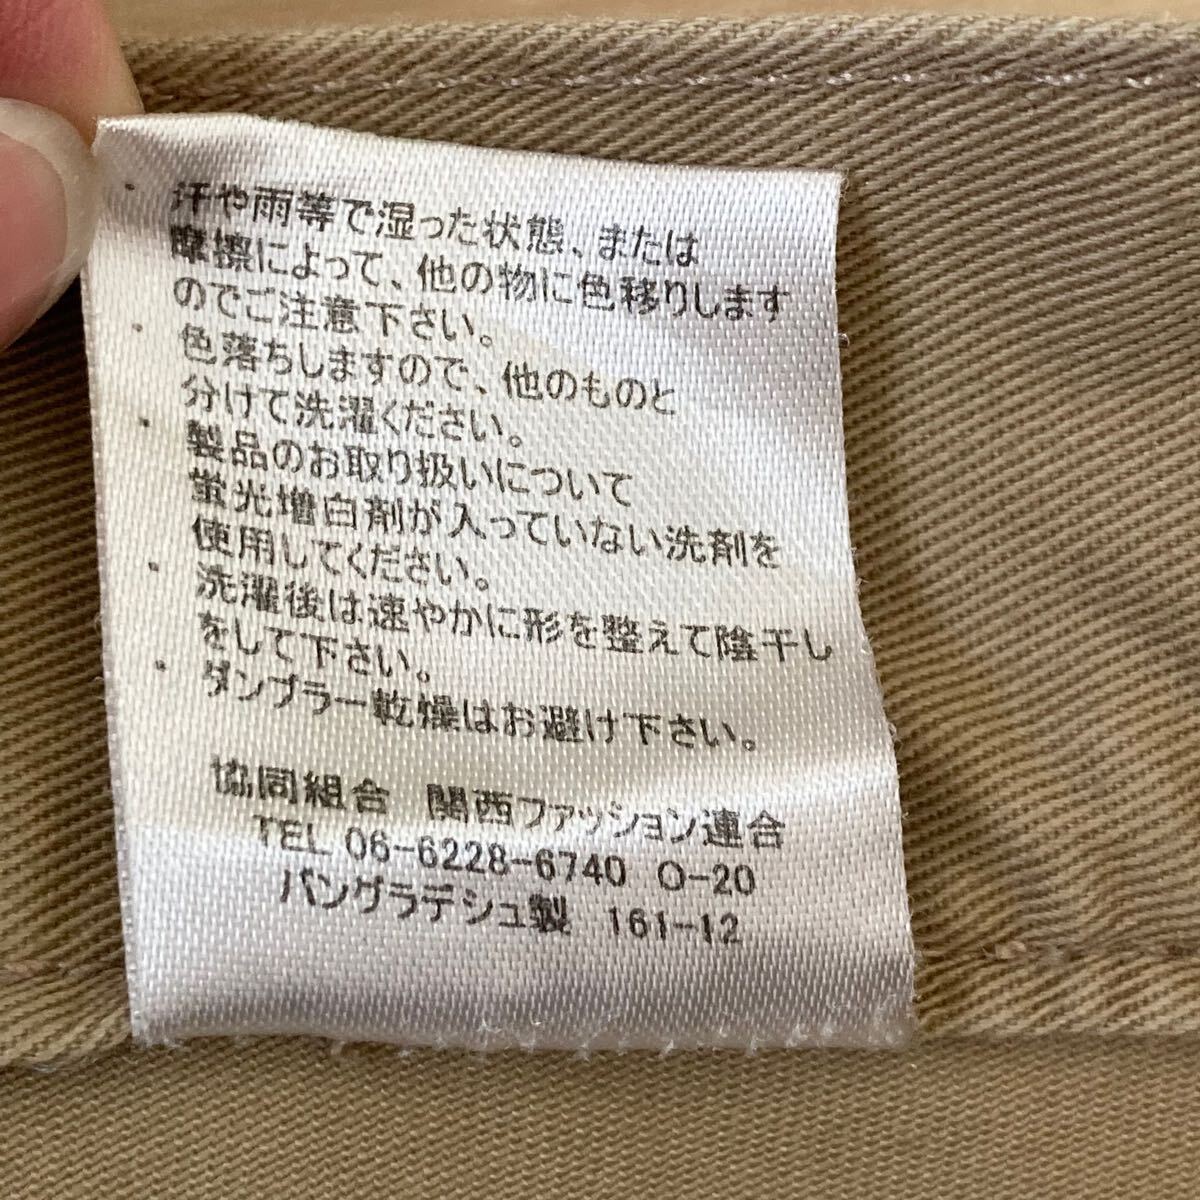 ・汗や雨等で湿った状態、または
摩擦によって、他の物に色移りします
のでご注意下さい。
・色落ちしますので、他のものと
分けて洗濯ください。
・製品のお取り扱いについて
蛍光増白剤が入っていない洗剤を
使用してください。
・洗濯後は速やかに形を整えて陰干し
をして下さい。
・タンブラー乾燥はお避け下さい。
協同組合 関西ファッション連合
TEL 06-6228-6740 O-20
バングラデシュ製 161-12